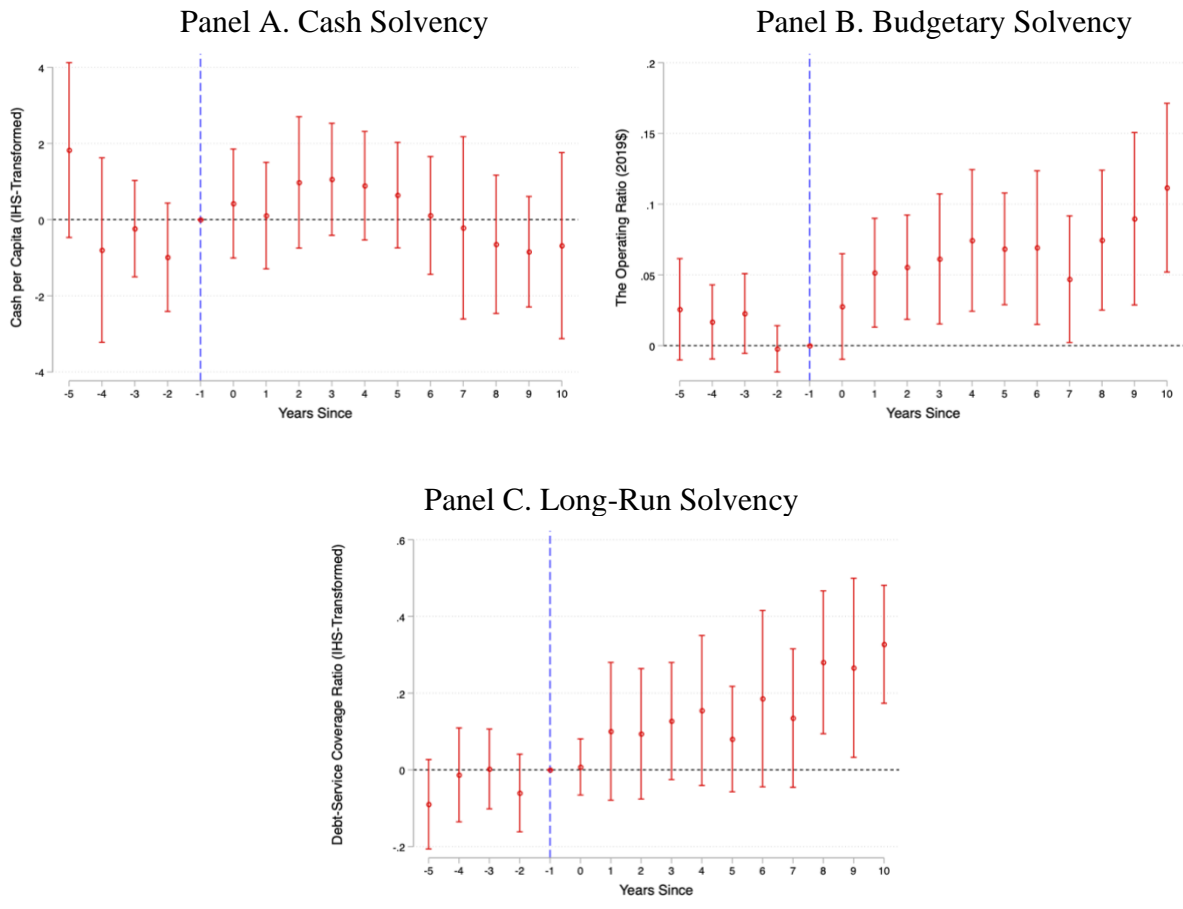 Panel A. Cash Solvency
Cash per Capita (IHS-Transformed)
4
2
0
-2
-4
-5 -4 -3 -2 -1 0 1 2 3 4 5 6 7 8 9 10
Years Since
Panel B. Budgetary Solvency
The Operating Ratio (2019$)
.2
.15
.1
.05
0
-5 -4 -3 -2 -1 0 1 2 3 4 5 6 7 8 9 10
Years Since
Panel C. Long-Run Solvency
Debt-Service Coverage Ratio (IHS-Transformed)
.6
.4
.2
0
-.2
-5 -4 -3 -2 -1 0 1 2 3 4 5 6 7 8 9 10
Years Since